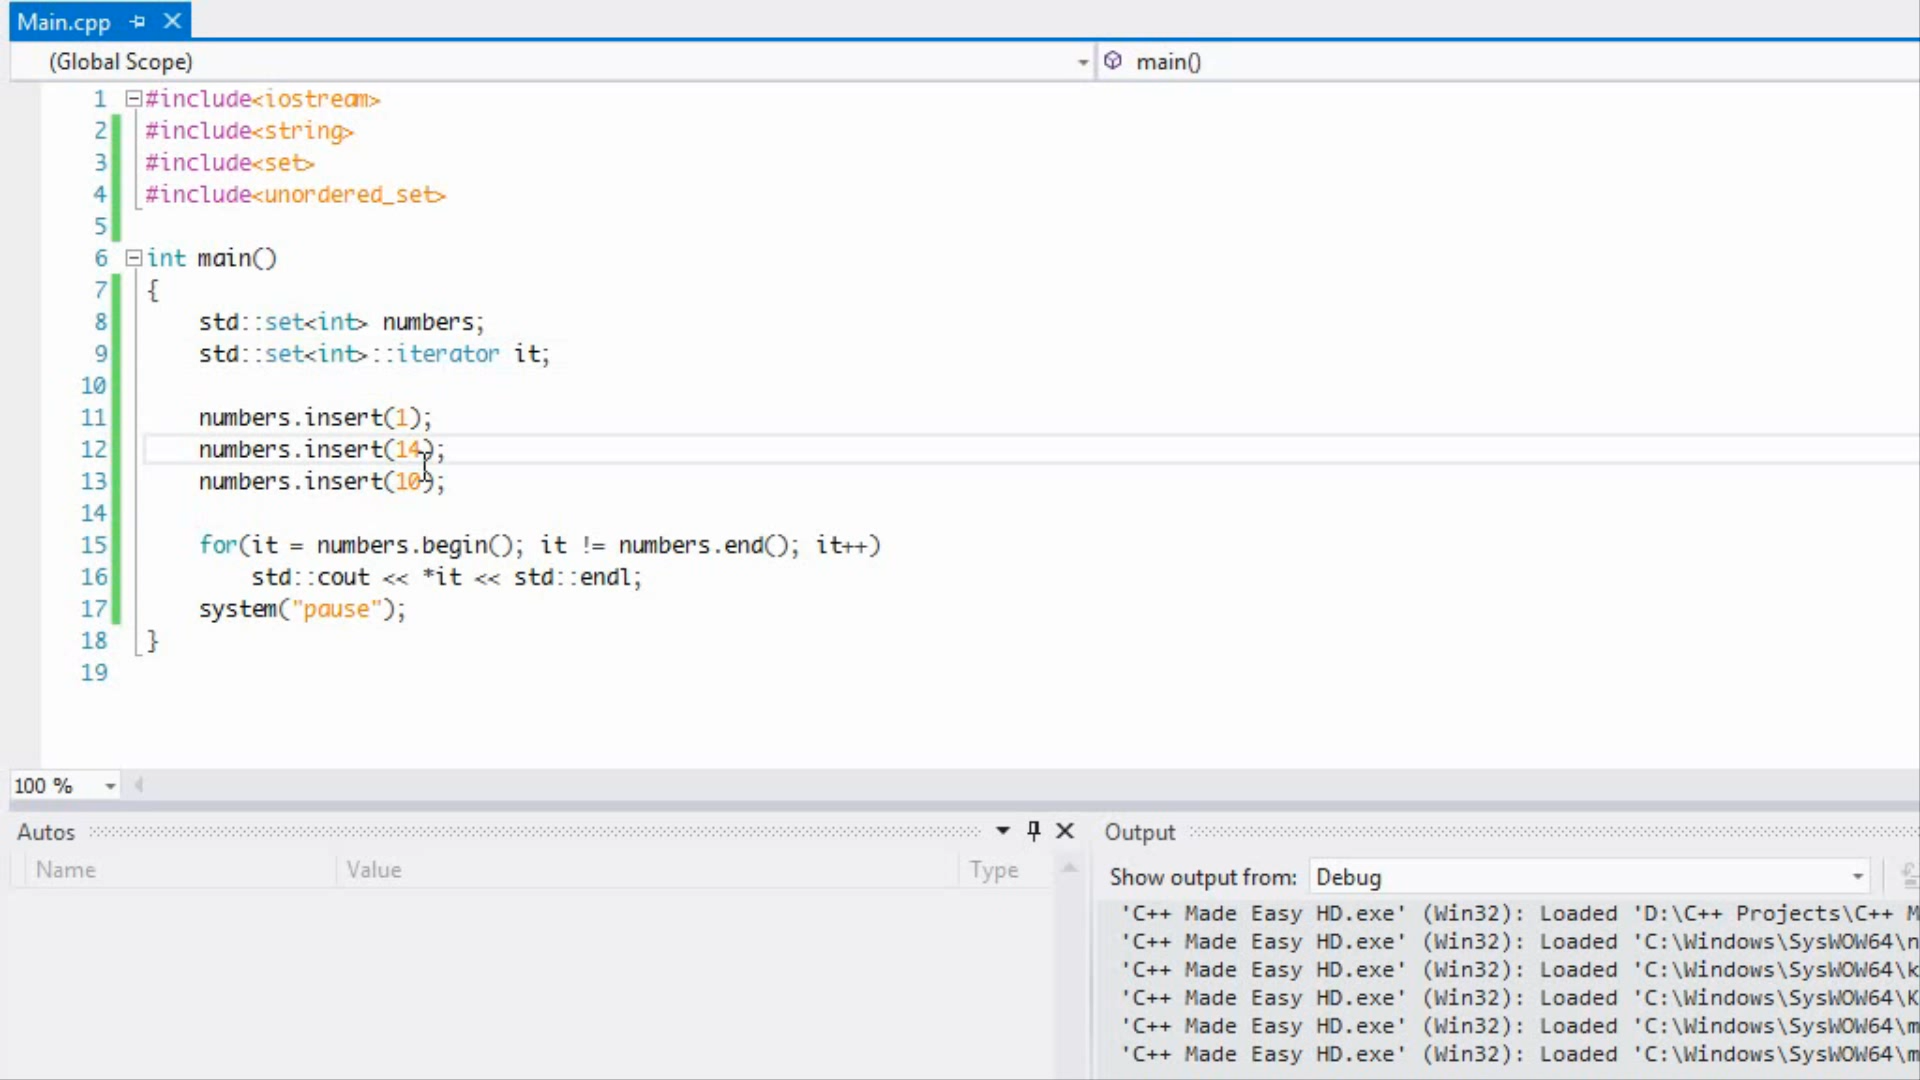 Main.cpp
(Global Scope) main()
1 #include<iostream>
2 #include<string>
3 #include<set>
4 #include<unordered_set>
5
6 int main()
7 {
8 std::set<int> numbers;
9 std::set<int>::iterator it;
10
11 numbers.insert(1);
12 numbers.insert(14);
13 numbers.insert(10);
14
15 for(it = numbers.begin(); it != numbers.end(); it++)
16 std::cout << *it << std::endl;
17 system("pause");
18 }
19
100 %
Autos
Name Value Type
Output
Show output from: Debug
'C++ Made Easy HD.exe' (Win32): Loaded 'D:\C++ Projects\C++ M
'C++ Made Easy HD.exe' (Win32): Loaded 'C:\Windows\SysWOW64\n
'C++ Made Easy HD.exe' (Win32): Loaded 'C:\Windows\SysWOW64\k
'C++ Made Easy HD.exe' (Win32): Loaded 'C:\Windows\SysWOW64\K
'C++ Made Easy HD.exe' (Win32): Loaded 'C:\Windows\SysWOW64\m
'C++ Made Easy HD.exe' (Win32): Loaded 'C:\Windows\SysWOW64\m